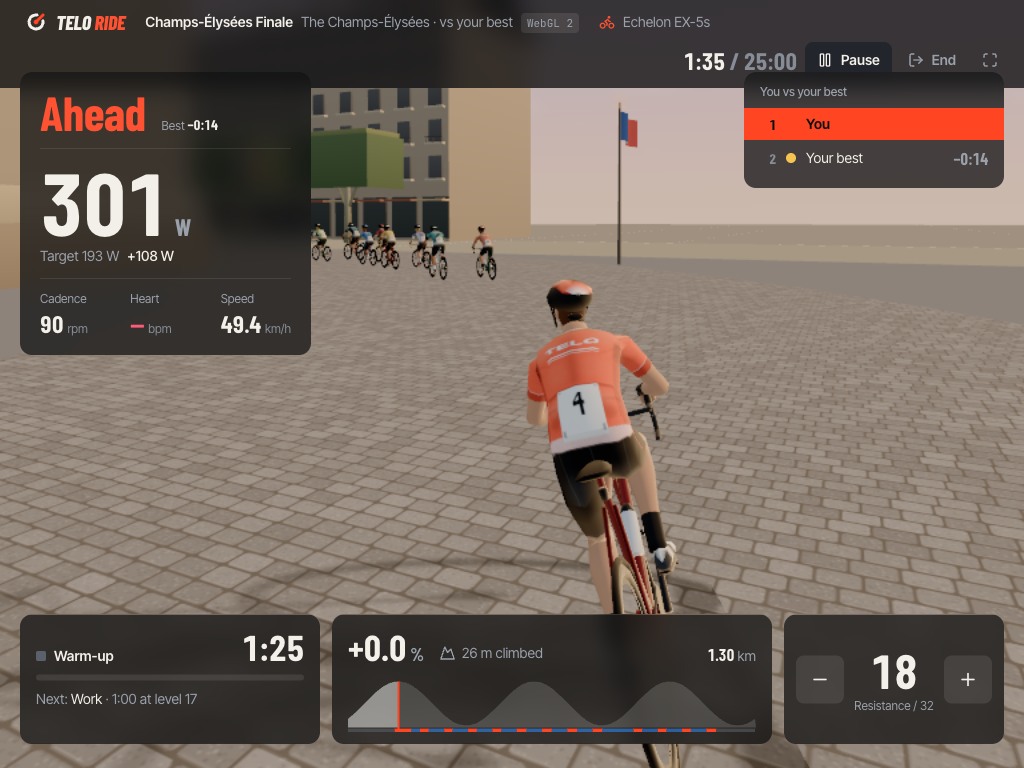 TELO RIDE Champs-Élysées Finale The Champs-Élysées · vs your best WebGL 2 Echelon EX-5s
1:35 / 25:00 Pause End
Ahead Best −0:14
301 W
Target 193 W +108 W
Cadence Heart Speed
90 rpm — bpm 49.4 km/h
You vs your best
1 You
2 Your best −0:14
TELO
4
Warm-up 1:25
Next: Work · 1:00 at level 17
+0.0 % 26 m climbed 1.30 km
− 18 +
Resistance / 32